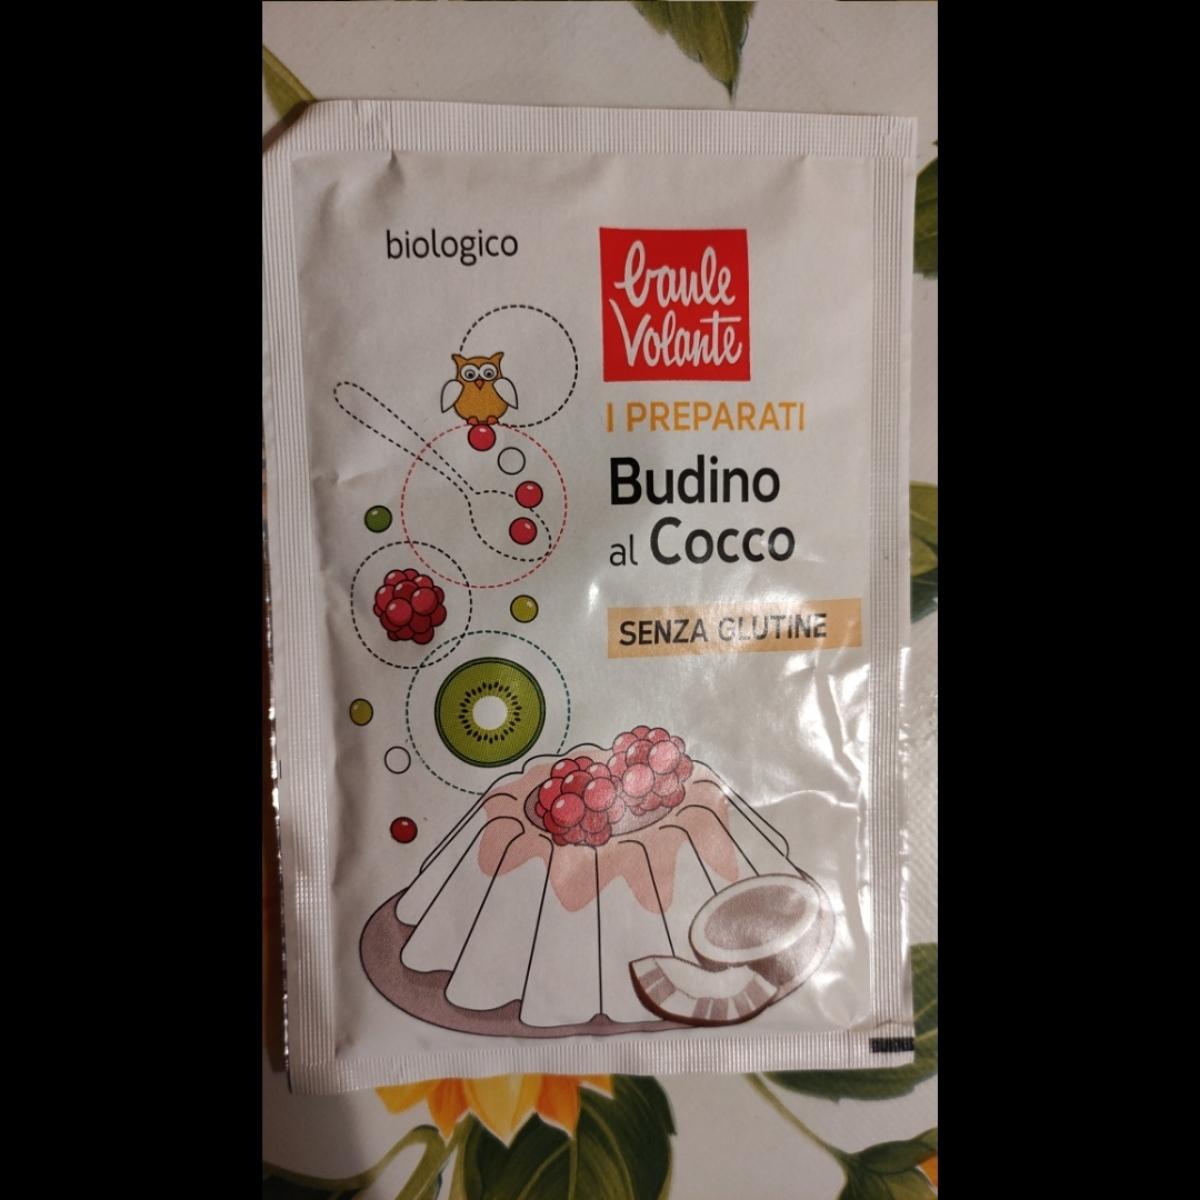 biologico
baule
Volante
I PREPARATI
Budino
al Cocco
SENZA GLUTINE